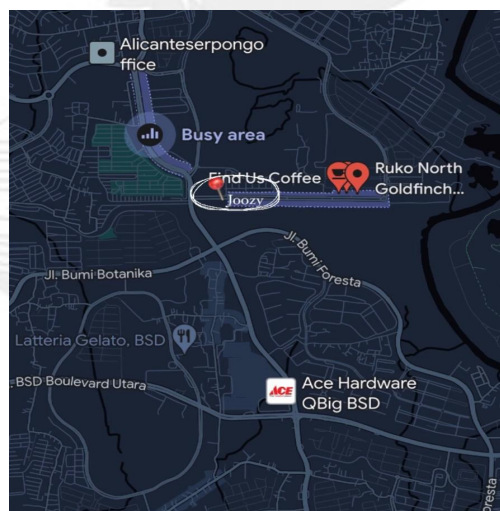 Alicanteserpongo
ffice
Busy area
Find Us Coffee
Ruko North
Goldfinch...
Joozy
Jl. Bumi Foresta
Jl. Bumi Botanika
Latteria Gelato, BSD
BSD Boulevard Utara
ACE
Ace Hardware
QBig BSD
oresta